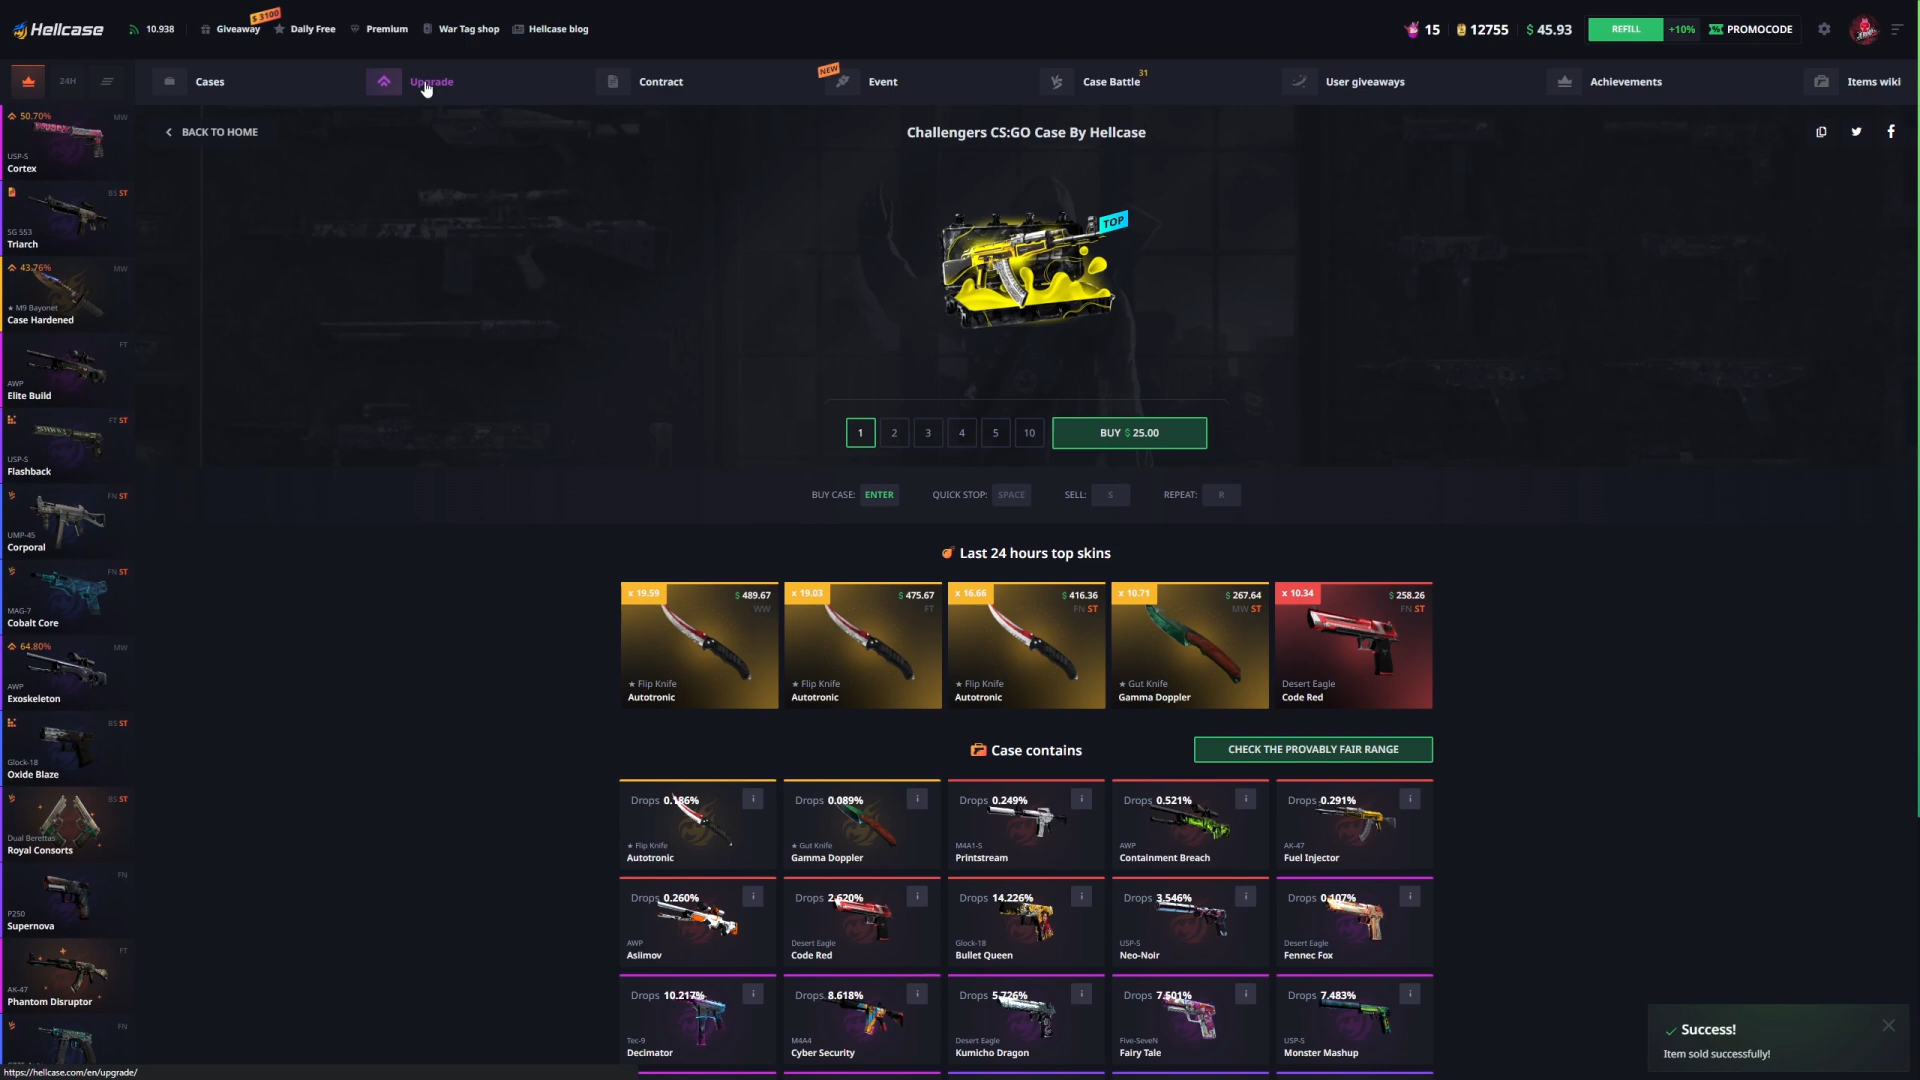 Hellcase
10.938
Giveaway
$ 3100
Daily Free
Premium
War Tag shop
Hellcase blog
15
12755
$ 45.93
REFILL
+10%
PROMOCODE
24H
Cases
Upgrade
Contract
NEW
Event
Case Battle
31
User giveaways
Achievements
Items wiki
BACK TO HOME
Challengers CS:GO Case By Hellcase
TOP
1
2
3
4
5
10
BUY $ 25.00
BUY CASE: ENTER
QUICK STOP: SPACE
SELL: S
REPEAT: R
50.70%
MW
USP-S
Cortex
BS ST
SG 553
Triarch
43.76%
MW
★ M9 Bayonet
Case Hardened
FT
AWP
Elite Build
FT ST
USP-S
Flashback
FN ST
UMP-45
Corporal
FN ST
MAG-7
Cobalt Core
64.80%
MW
AWP
Exoskeleton
BS ST
Glock-18
Oxide Blaze
BS ST
Dual Berettas
Royal Consorts
FN
P250
Supernova
FT
AK-47
Phantom Disruptor
FN
Last 24 hours top skins
x 19.59
$ 489.67
WW
★ Flip Knife
Autotronic
x 19.03
$ 475.67
FT
★ Flip Knife
Autotronic
x 16.66
$ 416.36
FN ST
★ Flip Knife
Autotronic
x 10.71
$ 267.64
MW ST
★ Gut Knife
Gamma Doppler
x 10.34
$ 258.26
FN ST
Desert Eagle
Code Red
Case contains
CHECK THE PROVABLY FAIR RANGE
Drops 0.186%
★ Flip Knife
Autotronic
Drops 0.089%
★ Gut Knife
Gamma Doppler
Drops 0.249%
M4A1-S
Printstream
Drops 0.521%
AWP
Containment Breach
Drops 0.291%
AK-47
Fuel Injector
Drops 0.260%
AWP
Asiimov
Drops 2.620%
Desert Eagle
Code Red
Drops 14.226%
Glock-18
Bullet Queen
Drops 3.546%
USP-S
Neo-Noir
Drops 0.107%
Desert Eagle
Fennec Fox
Drops 10.217%
Tec-9
Decimator
Drops 8.618%
M4A4
Cyber Security
Drops 5.726%
Desert Eagle
Kumicho Dragon
Drops 7.501%
Five-SeveN
Fairy Tale
Drops 7.483%
USP-S
Monster Mashup
Success!
Item sold successfully!
https://hellcase.com/en/upgrade/